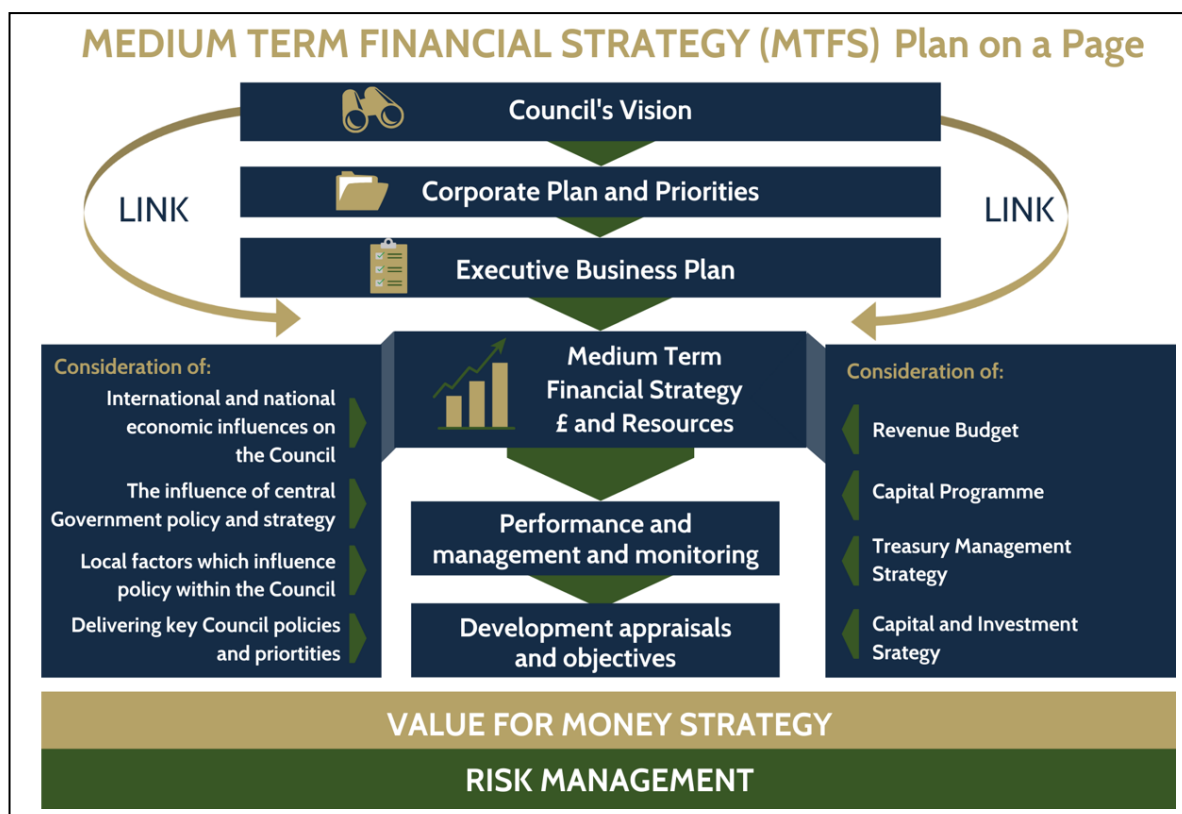 MEDIUM TERM FINANCIAL STRATEGY (MTFS) Plan on a Page
Council's Vision
LINK
Corporate Plan and Priorities
LINK
Executive Business Plan
Consideration of:
International and national
economic influences on
the Council
The influence of central
Government policy and strategy
Local factors which influence
policy within the Council
Delivering key Council policies
and priortities
Medium Term
Financial Strategy
£ and Resources
Performance and
management and monitoring
Development appraisals
and objectives
Consideration of:
Revenue Budget
Capital Programme
Treasury Management
Strategy
Capital and Investment
Srategy
VALUE FOR MONEY STRATEGY
RISK MANAGEMENT